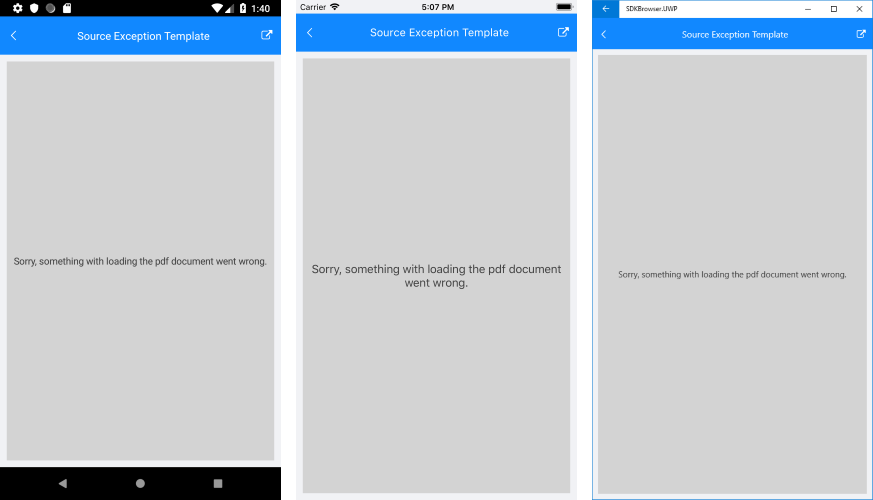 1:40
Source Exception Template
Sorry, something with loading the pdf document went wrong.
Carrier
5:07 PM
Source Exception Template
Sorry, something with loading the pdf document
went wrong.
SDKBrowser.UWP
Source Exception Template
Sorry, something with loading the pdf document went wrong.